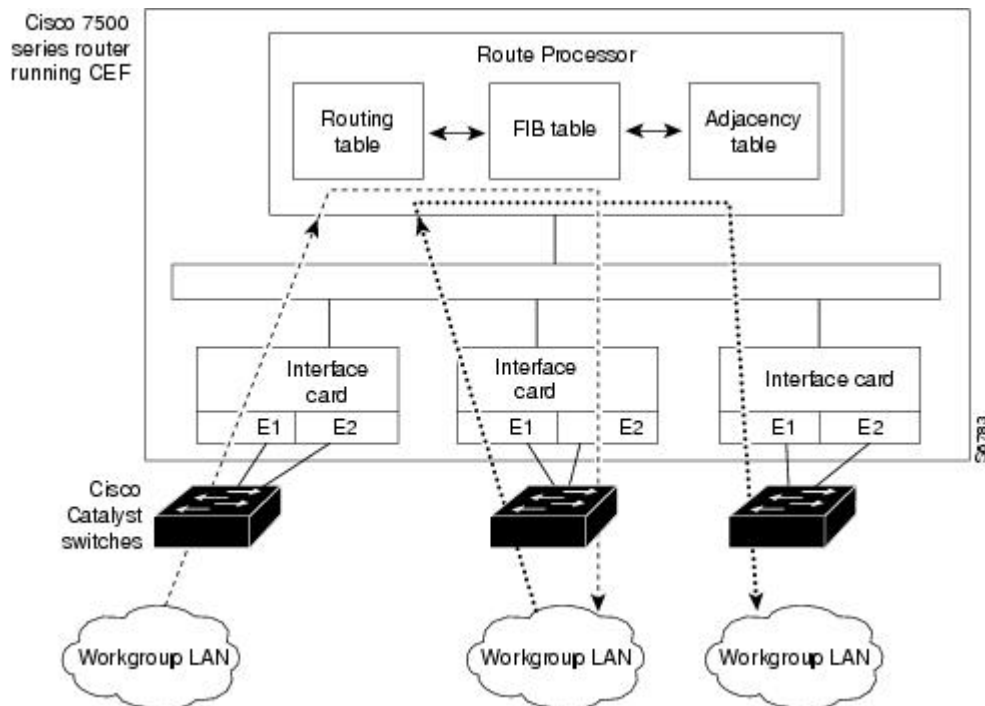 Cisco 7500
series router
running CEF
Route Processor
Routing
table
FIB table
Adjacency
table
Interface
card
E1
E2
Interface
card
E1
E2
Interface card
E1
E2
S6783
Cisco
Catalyst
switches
Workgroup LAN
Workgroup LAN
Workgroup LAN